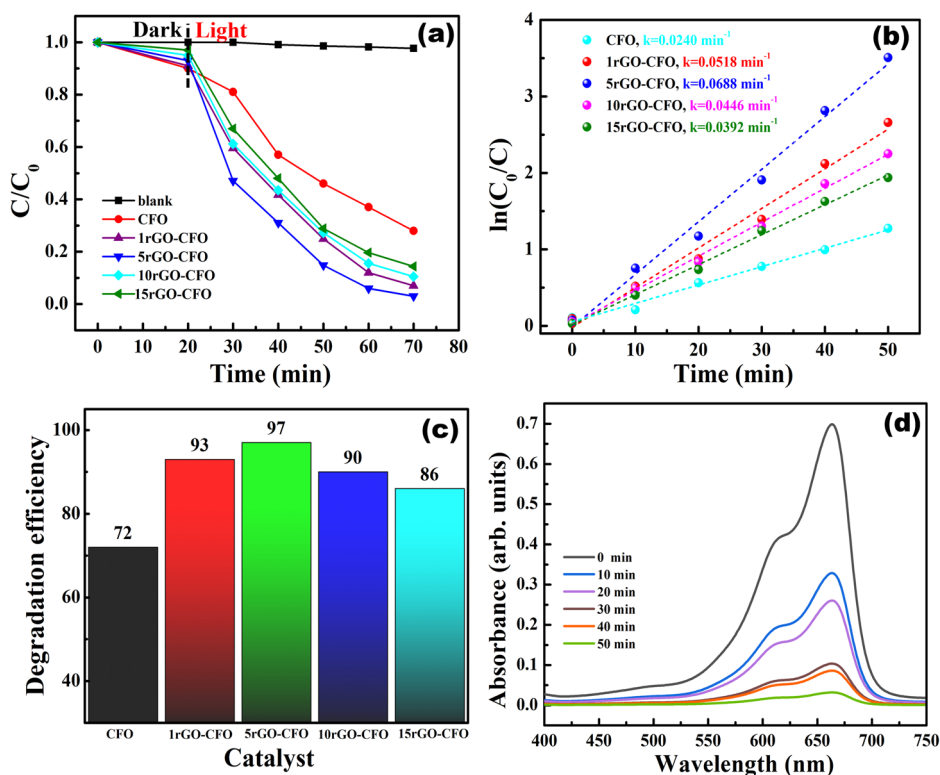 (a)
Dark Light
C/C0
1.0
0.8
0.6
0.4
0.2
0.0
blank
CFO
1rGO-CFO
5rGO-CFO
10rGO-CFO
15rGO-CFO
0 10 20 30 40 50 60 70 80
Time (min)
(b)
ln(C0/C)
4
3
2
1
0
CFO, k=0.0240 min-1
1rGO-CFO, k=0.0518 min-1
5rGO-CFO, k=0.0688 min-1
10rGO-CFO, k=0.0446 min-1
15rGO-CFO, k=0.0392 min-1
0 10 20 30 40 50
Time (min)
(c)
Degradation efficiency
100
80
60
40
72
93
97
90
86
CFO 1rGO-CFO 5rGO-CFO 10rGO-CFO 15rGO-CFO
Catalyst
(d)
Absorbance (arb. units)
0.7
0.6
0.5
0.4
0.3
0.2
0.1
0.0
0 min
10 min
20 min
30 min
40 min
50 min
400 450 500 550 600 650 700 750
Wavelength (nm)